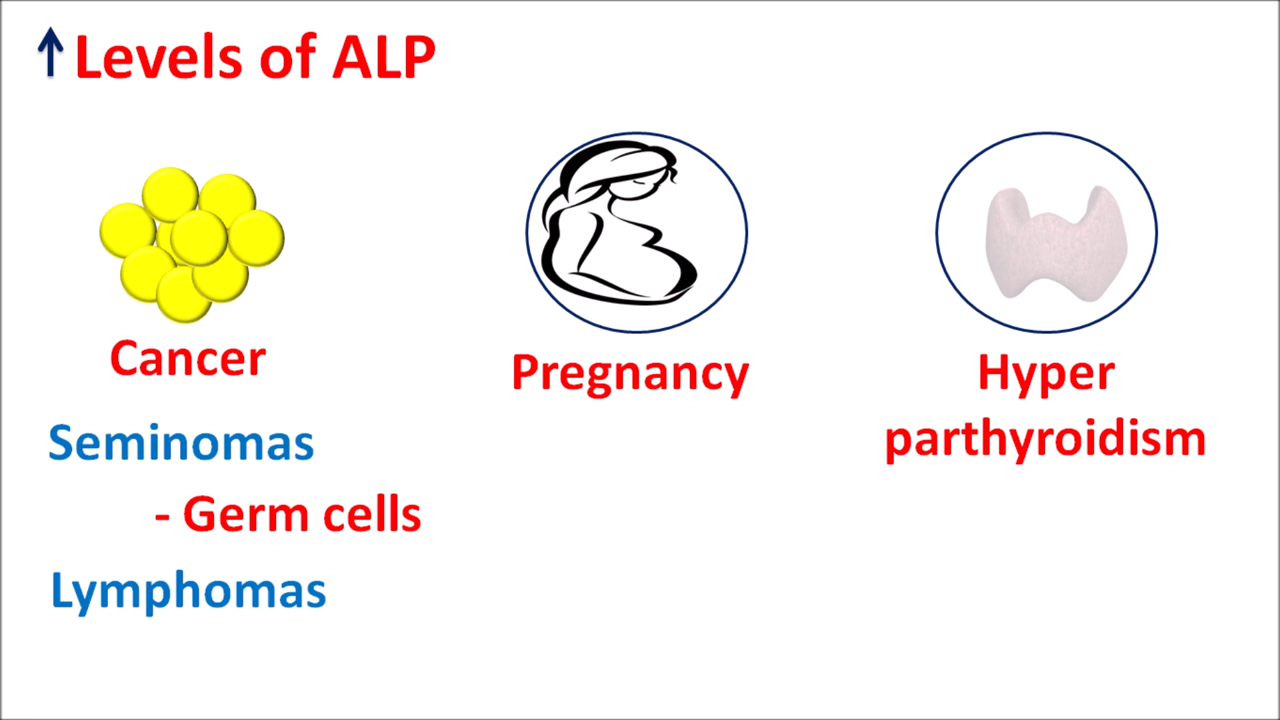 ↑ Levels of ALP
Cancer
Seminomas
- Germ cells
Lymphomas
Pregnancy
Hyper
parthyroidism